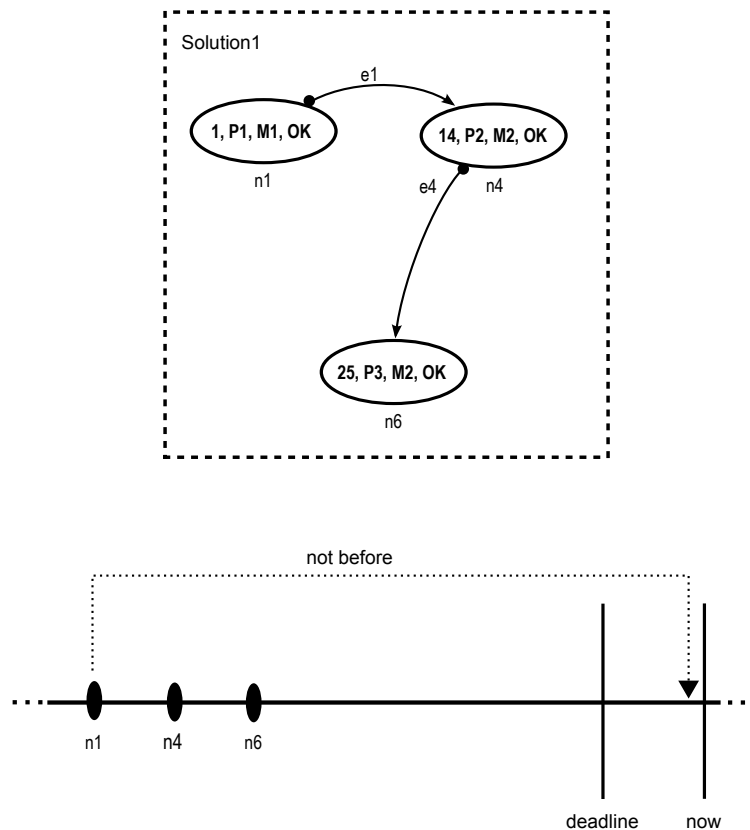 Solution1
e1
1, P1, M1, OK
14, P2, M2, OK
n1
e4
n4
25, P3, M2, OK
n6
not before
n1
n4
n6
deadline
now